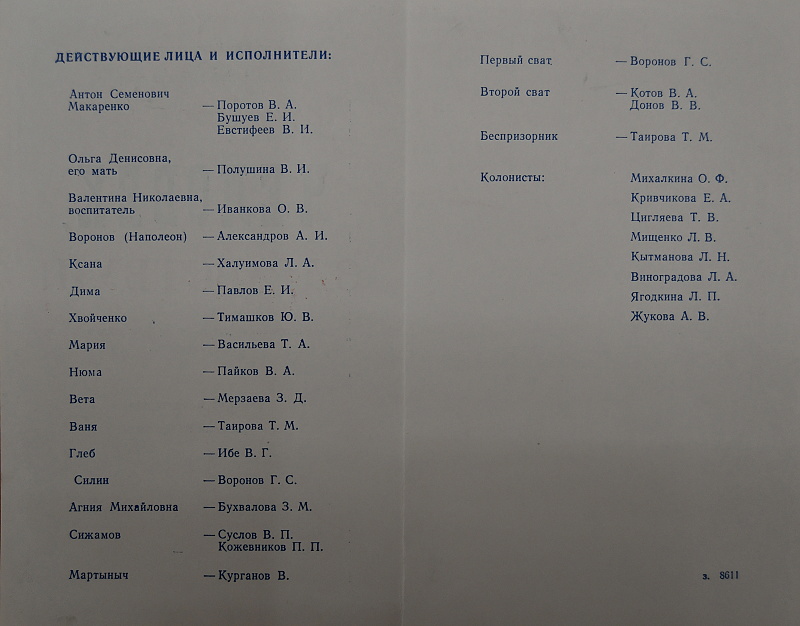 ДЕЙСТВУЮЩИЕ ЛИЦА И ИСПОЛНИТЕЛИ:
Антон Семенович
Макаренко — Поротов В. А.
Бушуев Е. И.
Евстифеев В. И.
Ольга Денисовна,
его мать — Полушина В. И.
Валентина Николаевна,
воспитатель — Иванкова О. В.
Воронов (Наполеон) — Александров А. И.
Ксана — Халуимова Л. А.
Дима — Павлов Е. И.
Хвойченко — Тимашков Ю. В.
Мария — Васильева Т. А.
Нюма — Пайков В. А.
Вета — Мерзаева З. Д.
Ваня — Таирова Т. М.
Глеб — Ибе В. Г.
Силин — Воронов Г. С.
Агния Михайловна — Бухвалова З. М.
Сижамов — Суслов В. П.
Кожевников П. П.
Мартыныч — Курганов В.
Первый сват — Воронов Г. С.
Второй сват — Котов В. А.
Донов В. В.
Беспризорник — Таирова Т. М.
Колонисты: Михалкина О. Ф.
Кривчикова Е. А.
Цигляева Т. В.
Мищенко Л. В.
Кытманова Л. Н.
Виноградова Л. А.
Ягодкина Л. П.
Жукова А. В.
з. 8611